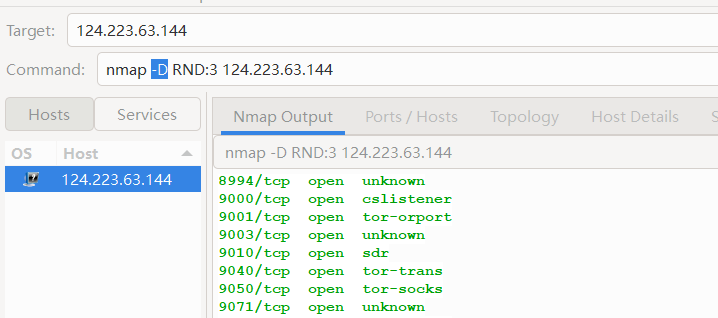 Target: 124.223.63.144
Command: nmap -D RND:3 124.223.63.144
Hosts Services
Nmap Output Ports / Hosts Topology Host Details
OS Host
nmap -D RND:3 124.223.63.144
124.223.63.144
8994/tcp open unknown
9000/tcp open cslistener
9001/tcp open tor-orport
9003/tcp open unknown
9010/tcp open sdr
9040/tcp open tor-trans
9050/tcp open tor-socks
9071/tcp open unknown